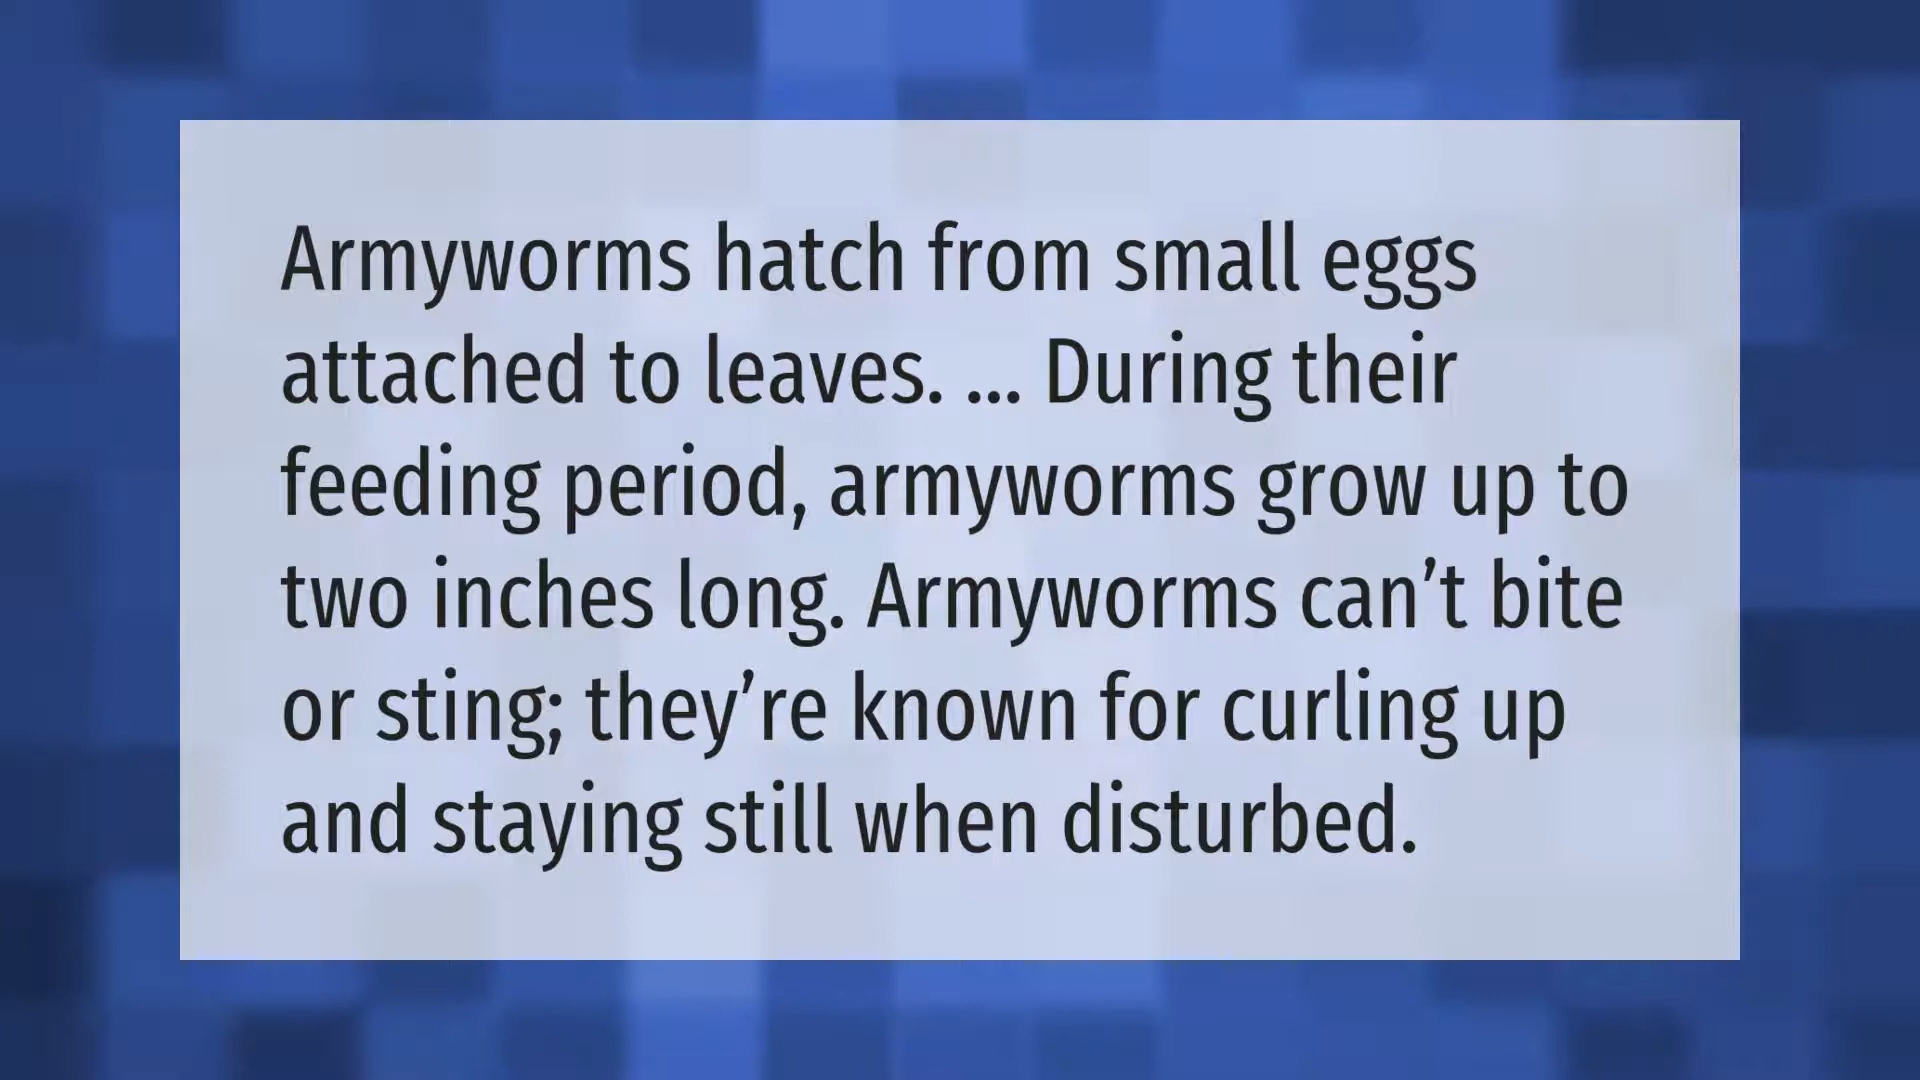 Armyworms hatch from small eggs
attached to leaves. ... During their
feeding period, armyworms grow up to
two inches long. Armyworms can’t bite
or sting; they’re known for curling up
and staying still when disturbed.